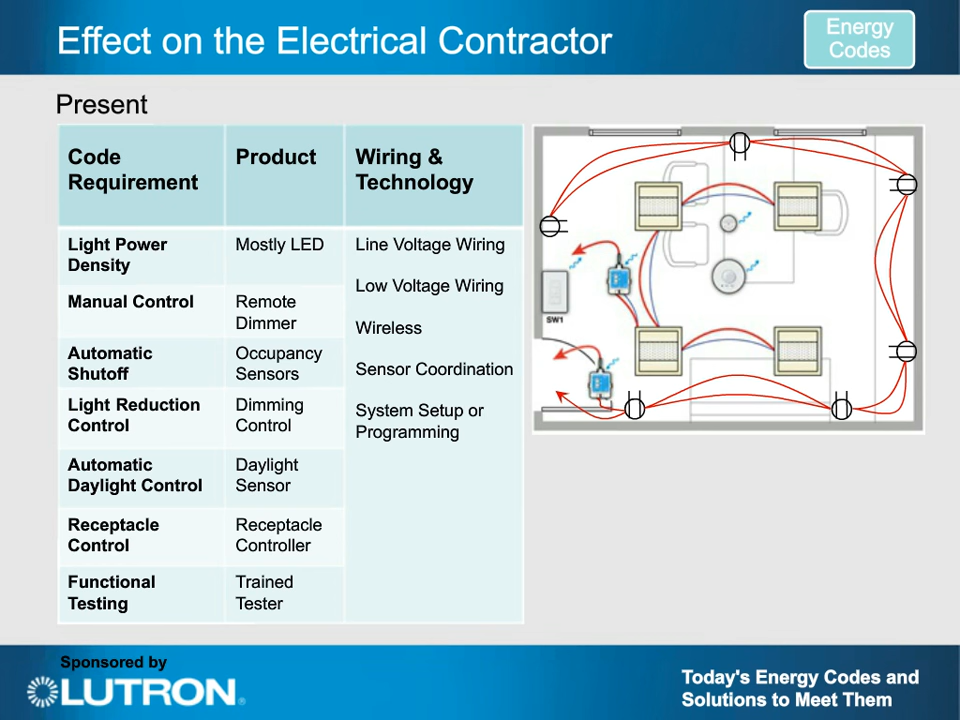 Effect on the Electrical Contractor
Energy
Codes
Present
Code
Requirement
Product
Wiring &
Technology
Light Power
Density
Mostly LED
Manual Control
Remote
Dimmer
Automatic
Shutoff
Occupancy
Sensors
Light Reduction
Control
Dimming
Control
Automatic
Daylight Control
Daylight
Sensor
Receptacle
Control
Receptacle
Controller
Functional
Testing
Trained
Tester
Line Voltage Wiring
Low Voltage Wiring
Wireless
Sensor Coordination
System Setup or
Programming
SW1
Sponsored by
LUTRON®
Today's Energy Codes and
Solutions to Meet Them